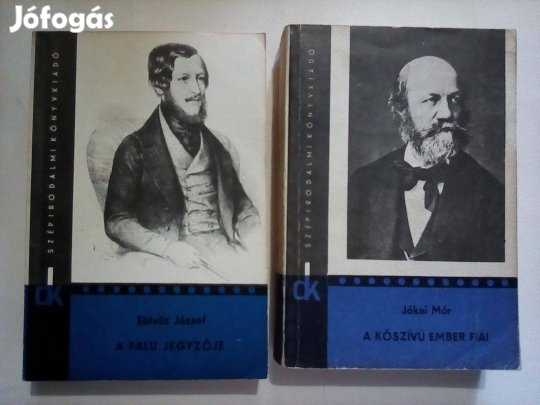 Jófogás
SZÉPIRODALMI KÖNYVKIADÓ
dk
Eötvös József
A FALU JEGYZŐJE
SZÉPIRODALMI KÖNYVKIADÓ
dk
Jókai Mór
A KŐSZÍVŰ EMBER FIAI